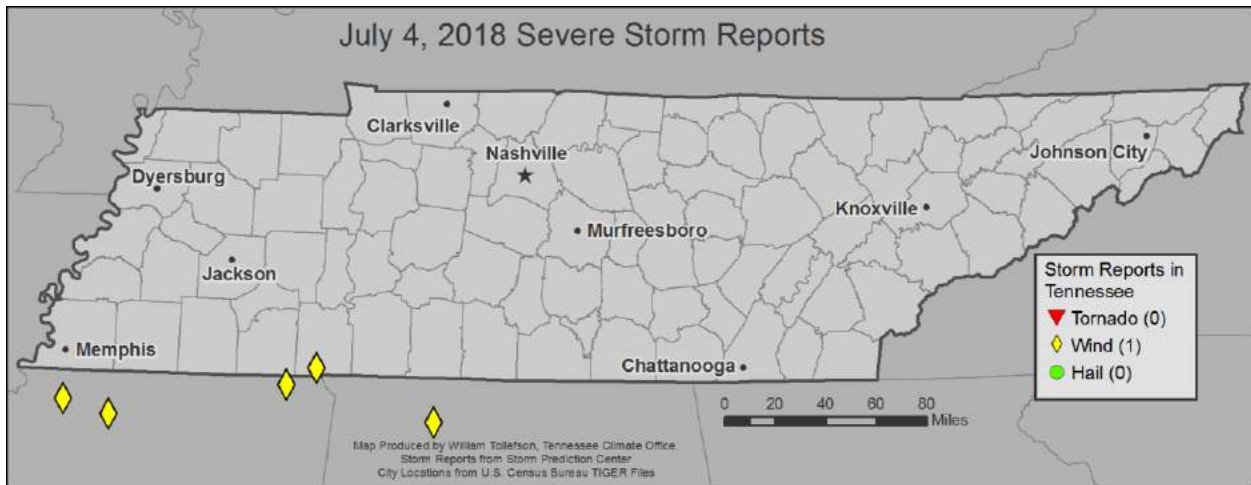 July 4, 2018 Severe Storm Reports
Clarksville
Nashville
Johnson City
Dyersburg
Knoxville
Murfreesboro
Jackson
Storm Reports in
Tennessee
Tornado (0)
Wind (1)
Hail (0)
Memphis
Chattanooga
0 20 40 60 80
Miles
Map Produced by William Tollefson, Tennessee Climate Office.
Storm Reports from Storm Prediction Center
City Locations from U.S. Census Bureau TIGER Files